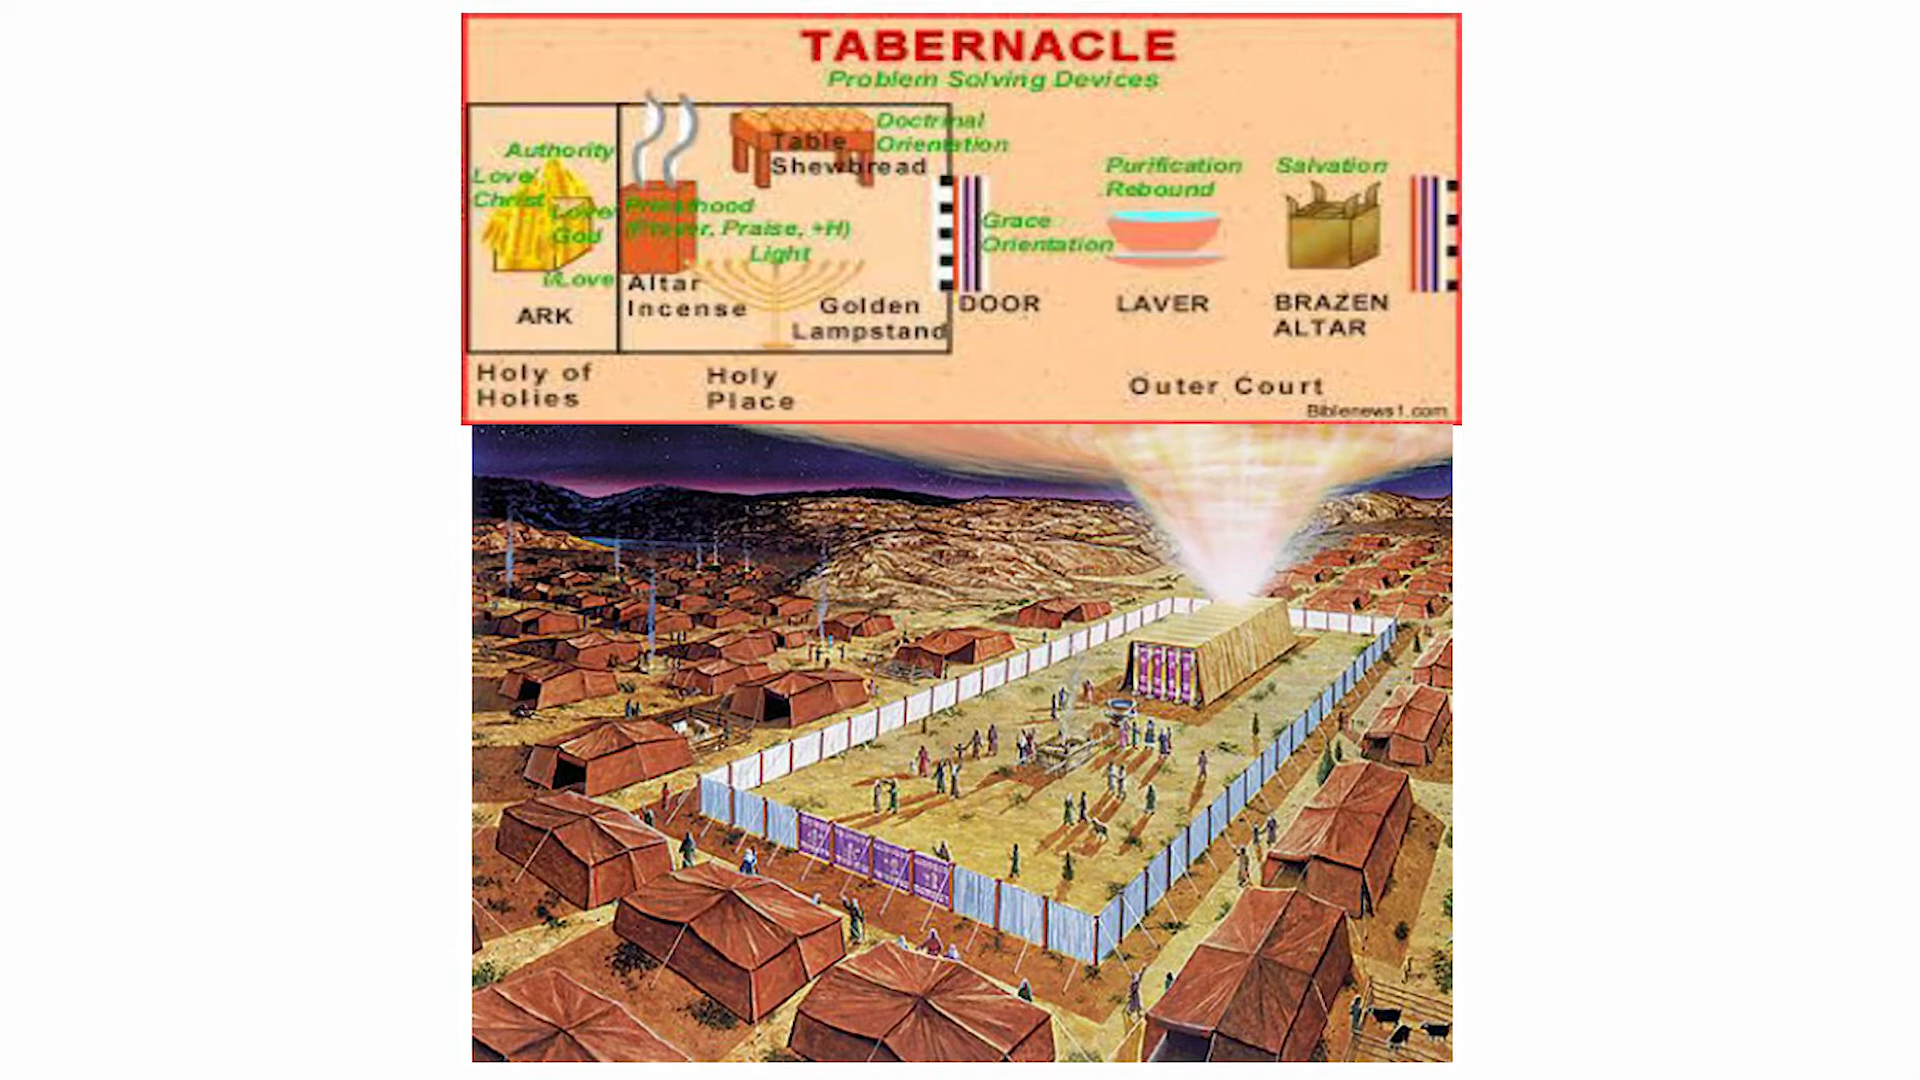 TABERNACLE
Problem Solving Devices
Authority
Love/
Christ
Love/
God
i/Love
ARK
Table
Shewbread
Doctrinal
Orientation
Priesthood
(Prayer, Praise, +H)
Light
Altar
Incense
Golden
Lampstand
Grace
Orientation
DOOR
Purification
Rebound
LAVER
Salvation
BRAZEN
ALTAR
Holy of
Holies
Holy
Place
Outer Court
Biblenews1.com